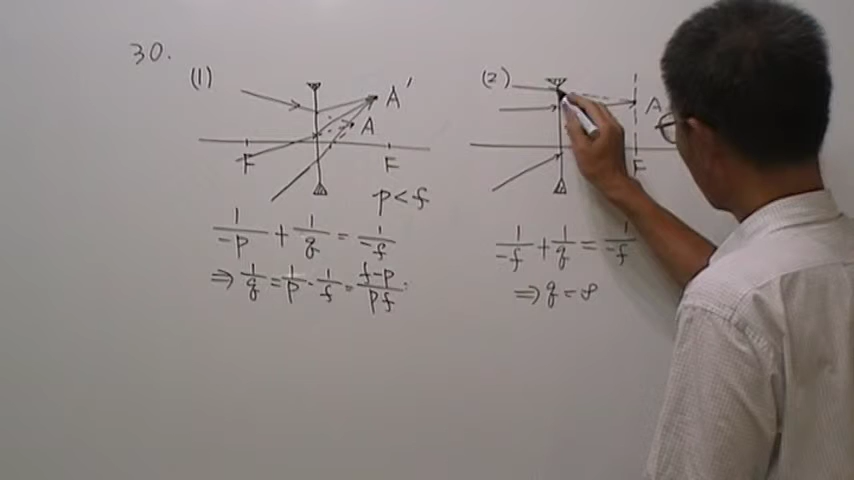 30.
(1)
A'
A
F
F
p<f
1/-p + 1/q = 1/-f
⇒ 1/q = 1/p - 1/f = f-p/pf .
(2)
A
F
1/-f + 1/q = 1/-f
⇒ q = ∞